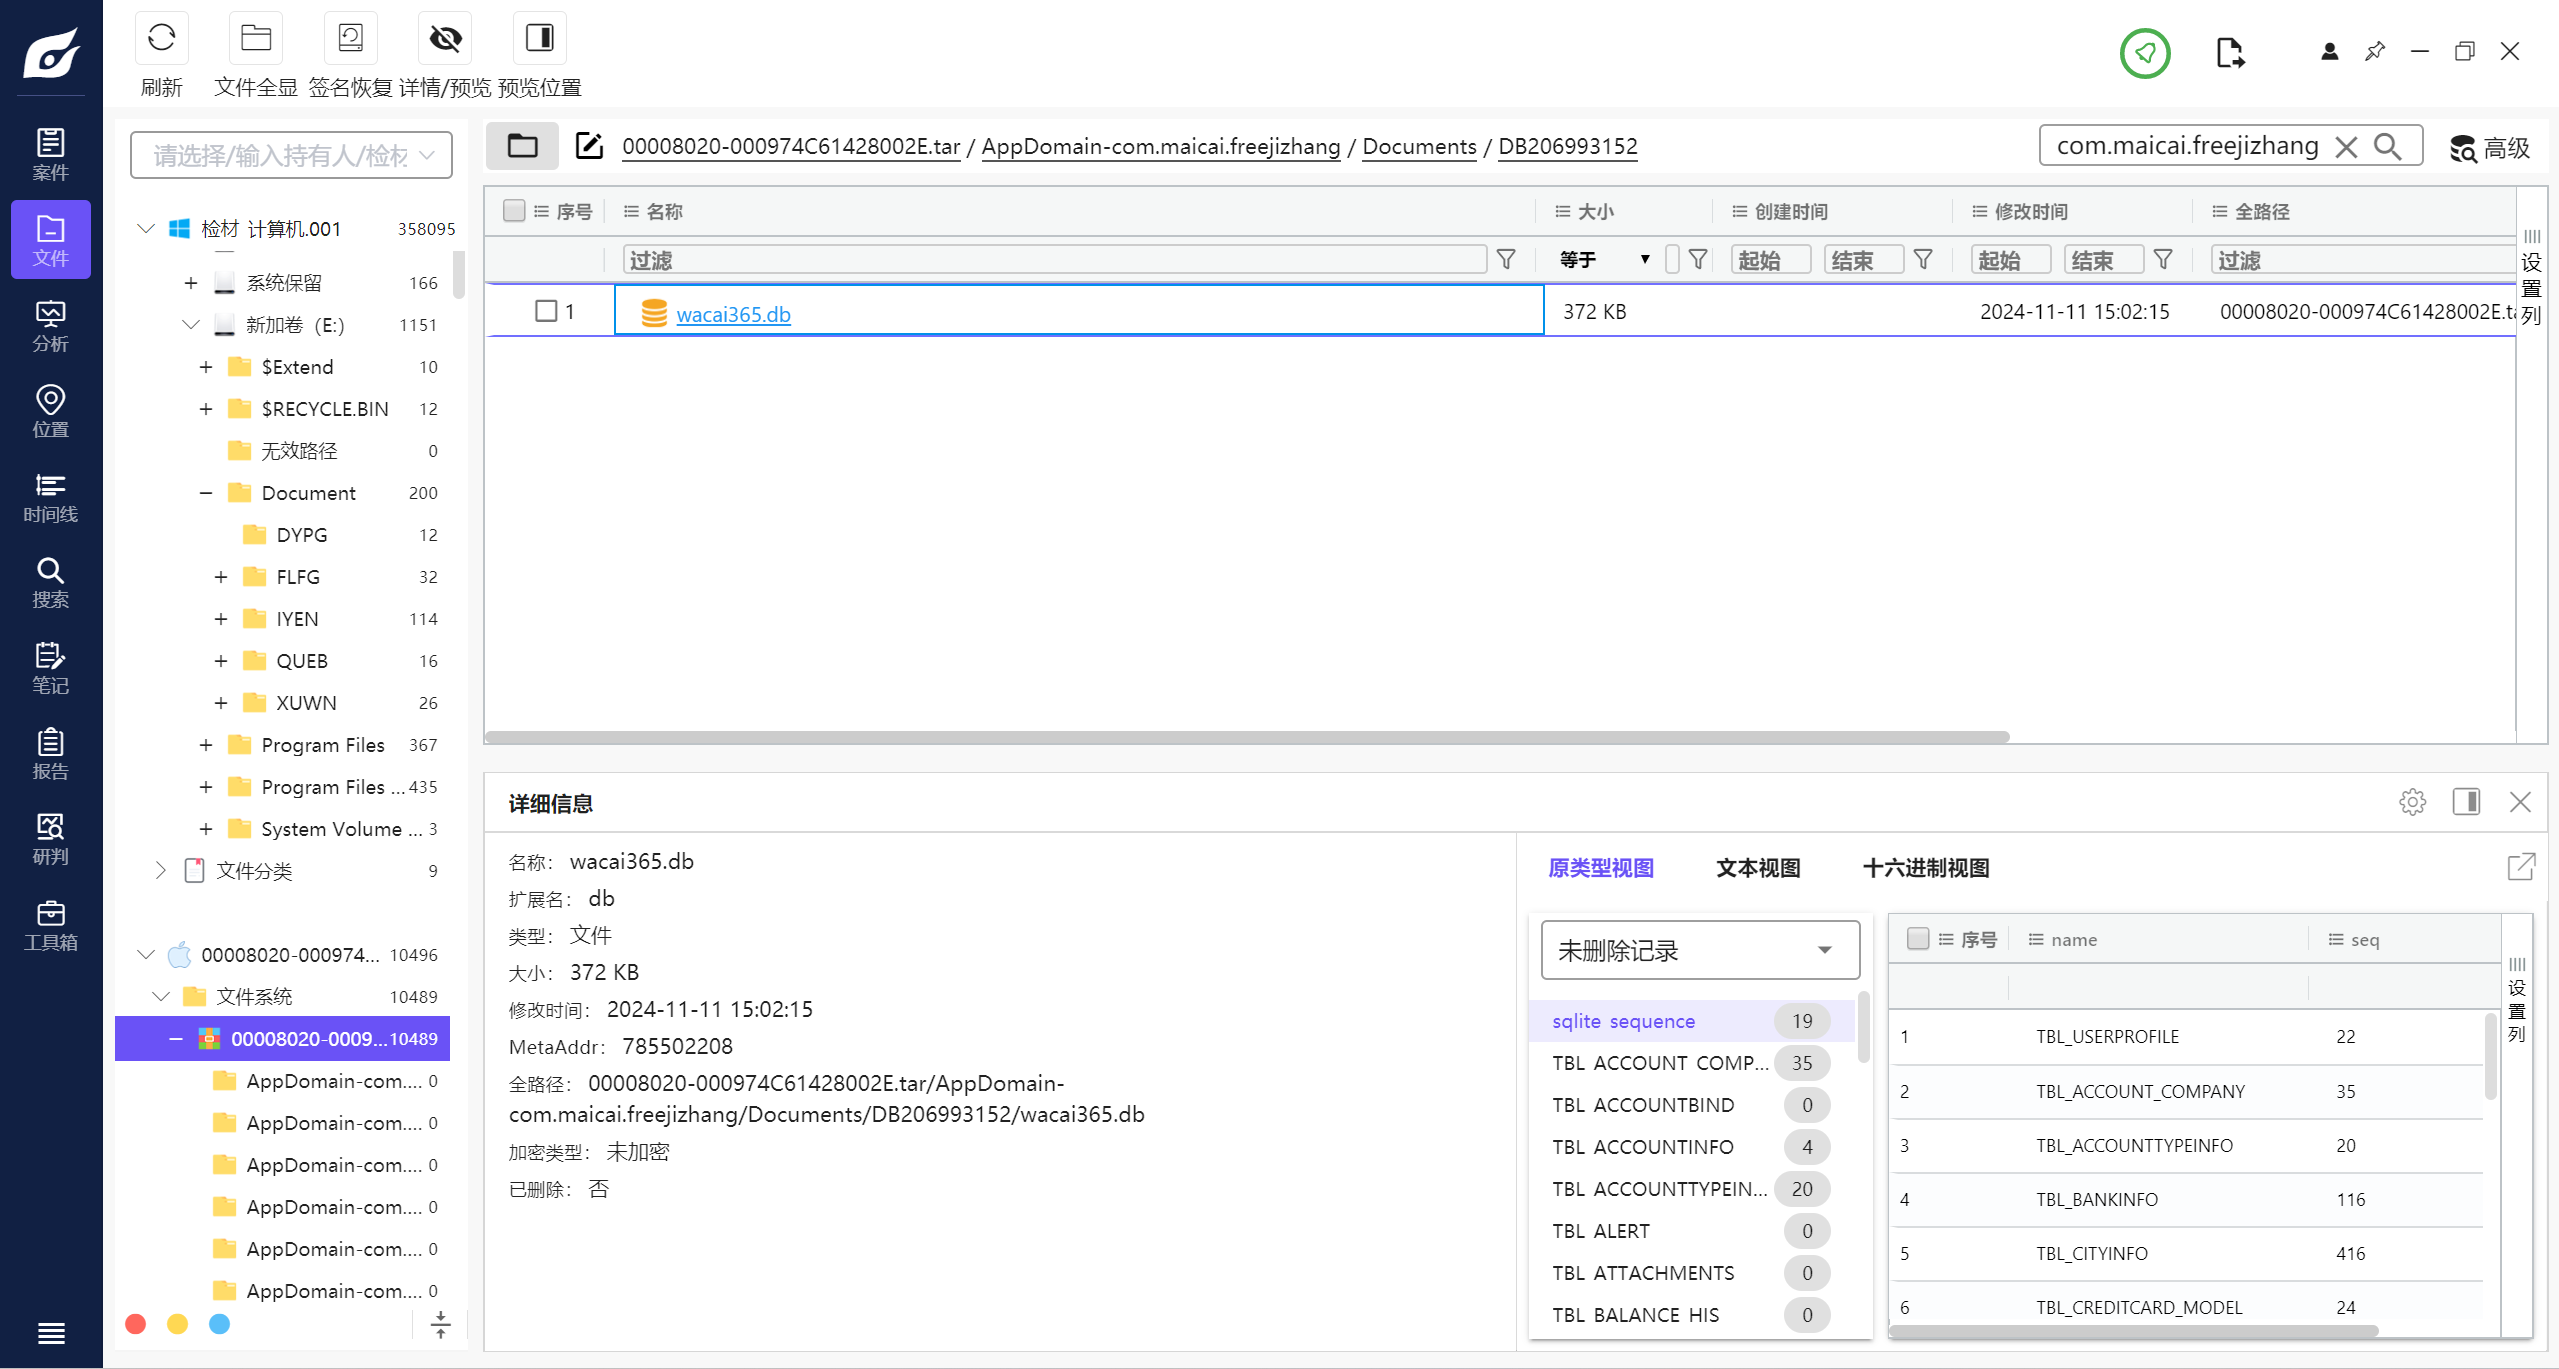 刷新 文件全显 签名恢复 详情/预览 预览位置
案件
文件
分析
位置
时间线
搜索
笔记
报告
研判
工具箱
请选择/输入持有人/检材
检材 计算机.001 358095
系统保留 166
新加卷 (E:) 1151
$Extend 10
$RECYCLE.BIN 12
无效路径 0
Document 200
DYPG 12
FLFG 32
IYEN 114
QUEB 16
XUWN 26
Program Files 367
Program Files ... 435
System Volume ... 3
文件分类 9
00008020-000974... 10496
文件系统 10489
00008020-0009... 10489
AppDomain-com.... 0
AppDomain-com.... 0
AppDomain-com.... 0
AppDomain-com.... 0
AppDomain-com.... 0
AppDomain-com.... 0
00008020-000974C61428002E.tar / AppDomain-com.maicai.freejizhang / Documents / DB206993152
com.maicai.freejizhang 高级
序号 名称 大小 创建时间 修改时间 全路径
过滤 等于 起始 结束 起始 结束 过滤
1 wacai365.db 372 KB 2024-11-11 15:02:15 00008020-000974C61428002E.ta
设置列
详细信息
名称: wacai365.db
扩展名: db
类型: 文件
大小: 372 KB
修改时间: 2024-11-11 15:02:15
MetaAddr: 785502208
全路径: 00008020-000974C61428002E.tar/AppDomain-
com.maicai.freejizhang/Documents/DB206993152/wacai365.db
加密类型: 未加密
已删除: 否
原类型视图 文本视图 十六进制视图
未删除记录
sqlite sequence 19
TBL ACCOUNT COMP... 35
TBL ACCOUNTBIND 0
TBL ACCOUNTINFO 4
TBL ACCOUNTTYPEIN... 20
TBL ALERT 0
TBL ATTACHMENTS 0
TBL BALANCE HIS 0
序号 name seq
1 TBL_USERPROFILE 22
2 TBL_ACCOUNT_COMPANY 35
3 TBL_ACCOUNTTYPEINFO 20
4 TBL_BANKINFO 116
5 TBL_CITYINFO 416
6 TBL_CREDITCARD_MODEL 24
设置列